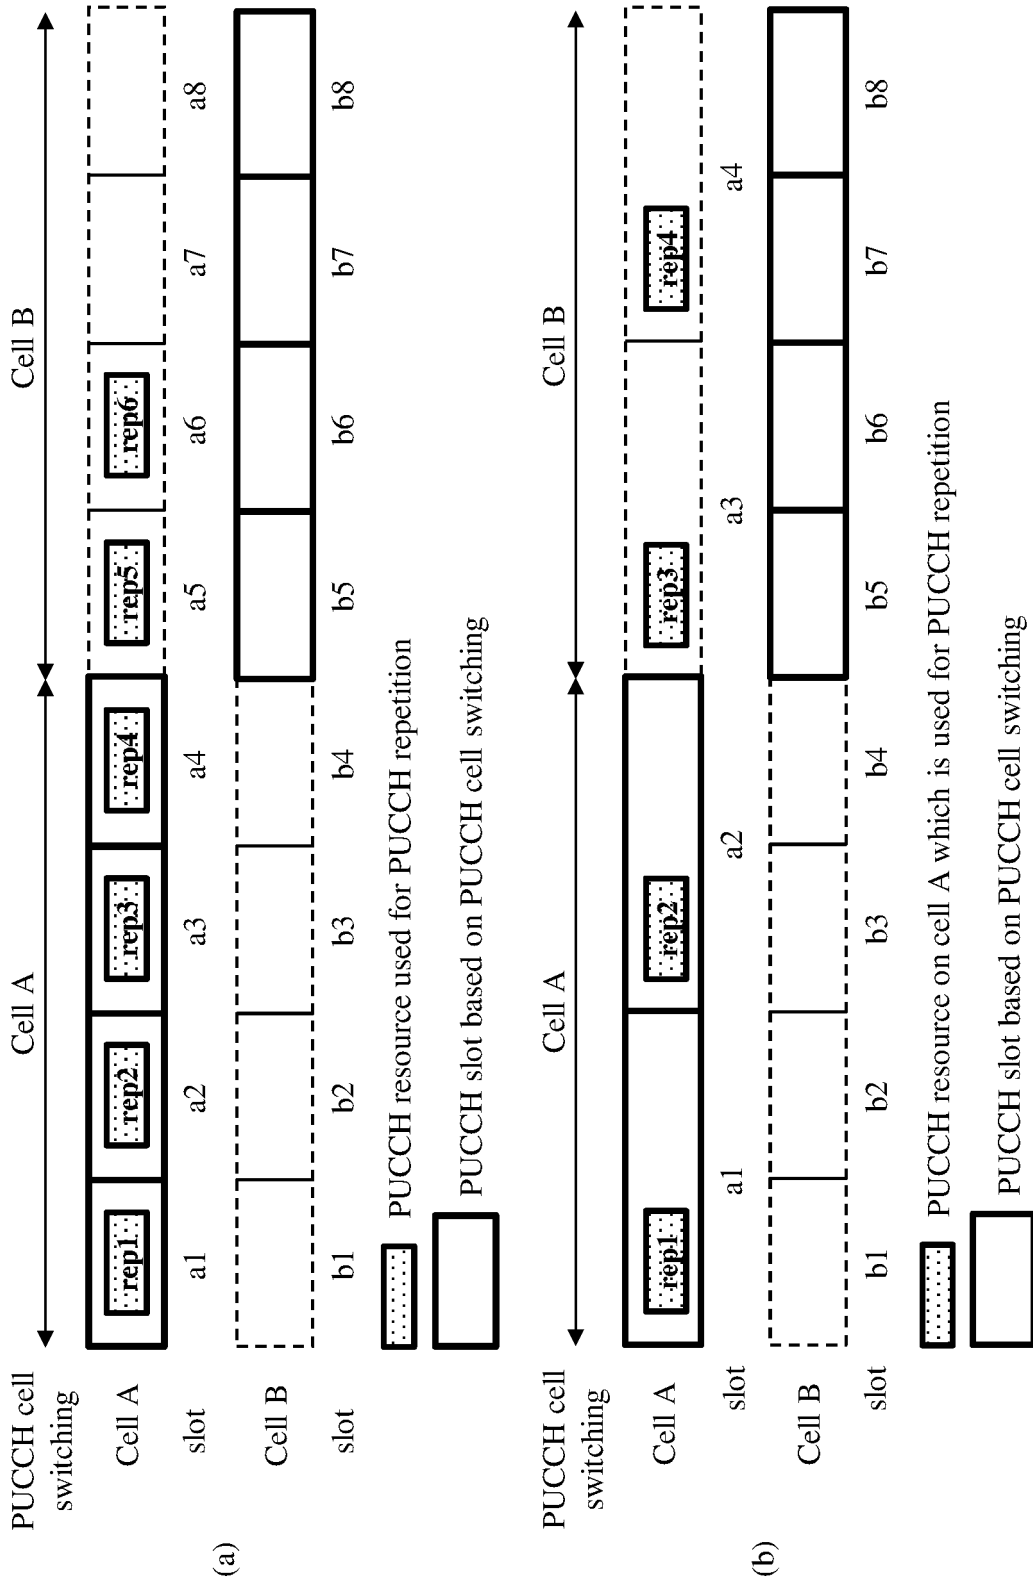 (a)
PUCCH cell
switching
Cell A
Cell B
Cell A
rep1 rep2 rep3 rep4 rep5 rep6
slot
a1 a2 a3 a4 a5 a6 a7 a8
Cell B
slot
b1 b2 b3 b4 b5 b6 b7 b8
PUCCH resource used for PUCCH repetition
PUCCH slot based on PUCCH cell switching
(b)
PUCCH cell
switching
Cell A
Cell B
Cell A
rep1 rep2 rep3 rep4
slot
a1 a2 a3 a4
Cell B
slot
b1 b2 b3 b4 b5 b6 b7 b8
PUCCH resource on cell A which is used for PUCCH repetition
PUCCH slot based on PUCCH cell switching